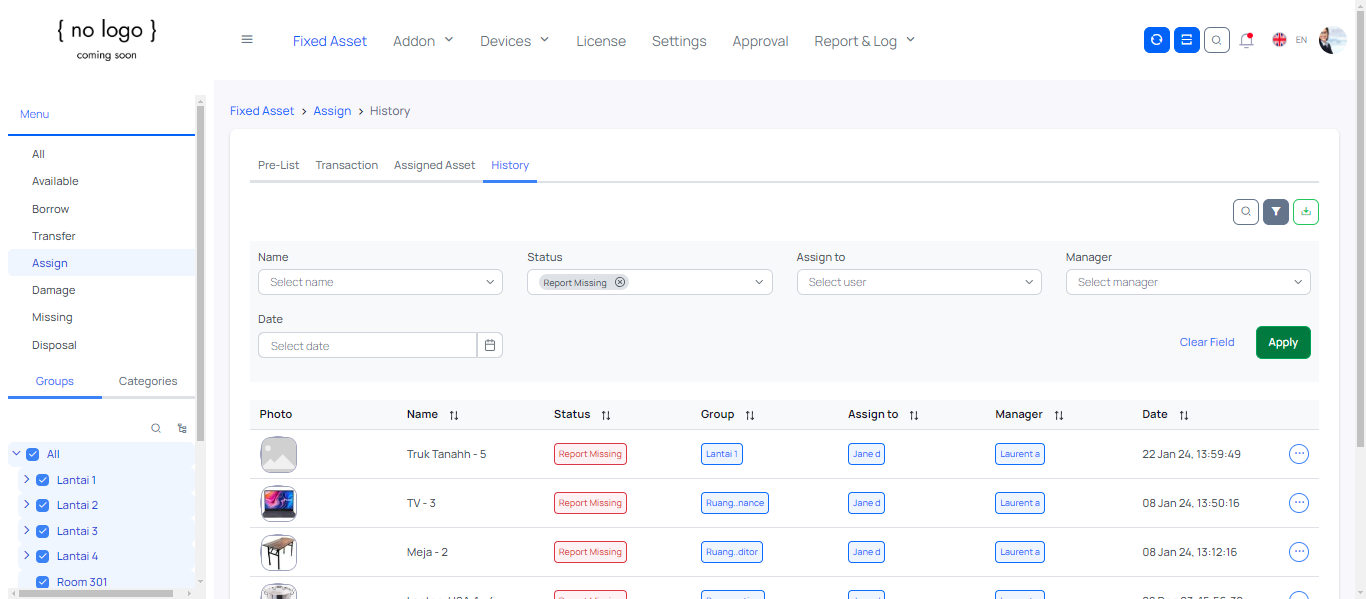 { no logo }
coming soon
Fixed Asset Addon Devices License Settings Approval Report & Log EN
Menu
All
Available
Borrow
Transfer
Assign
Damage
Missing
Disposal
Groups Categories
All
Lantai 1
Lantai 2
Lantai 3
Lantai 4
Room 301
Fixed Asset > Assign > History
Pre-List Transaction Assigned Asset History
Name Status Assign to Manager
Select name Report Missing Select user Select manager
Date
Select date Clear Field Apply
Photo Name Status Group Assign to Manager Date
Truk Tanahh - 5 Report Missing Lantai 1 Jane d Laurent a 22 Jan 24, 13:59:49
TV - 3 Report Missing Ruang..nance Jane d Laurent a 08 Jan 24, 13:50:16
Meja - 2 Report Missing Ruang..ditor Jane d Laurent a 08 Jan 24, 13:12:16